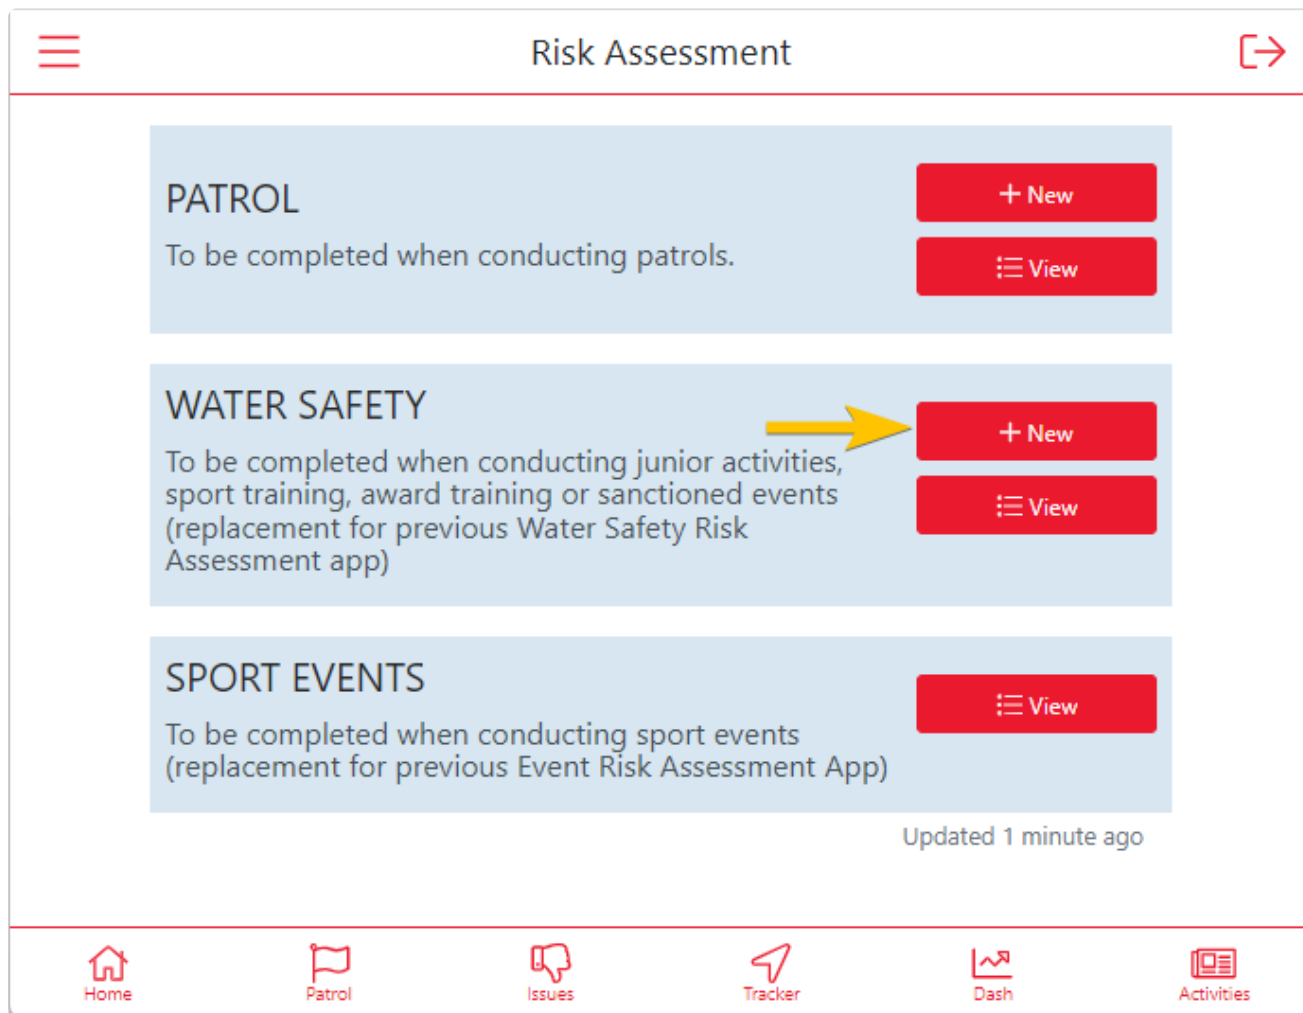 Risk Assessment
PATROL
To be completed when conducting patrols.
+ New
View
WATER SAFETY
To be completed when conducting junior activities,
sport training, award training or sanctioned events
(replacement for previous Water Safety Risk
Assessment app)
+ New
View
SPORT EVENTS
To be completed when conducting sport events
(replacement for previous Event Risk Assessment App)
View
Updated 1 minute ago
Home
Patrol
Issues
Tracker
Dash
Activities